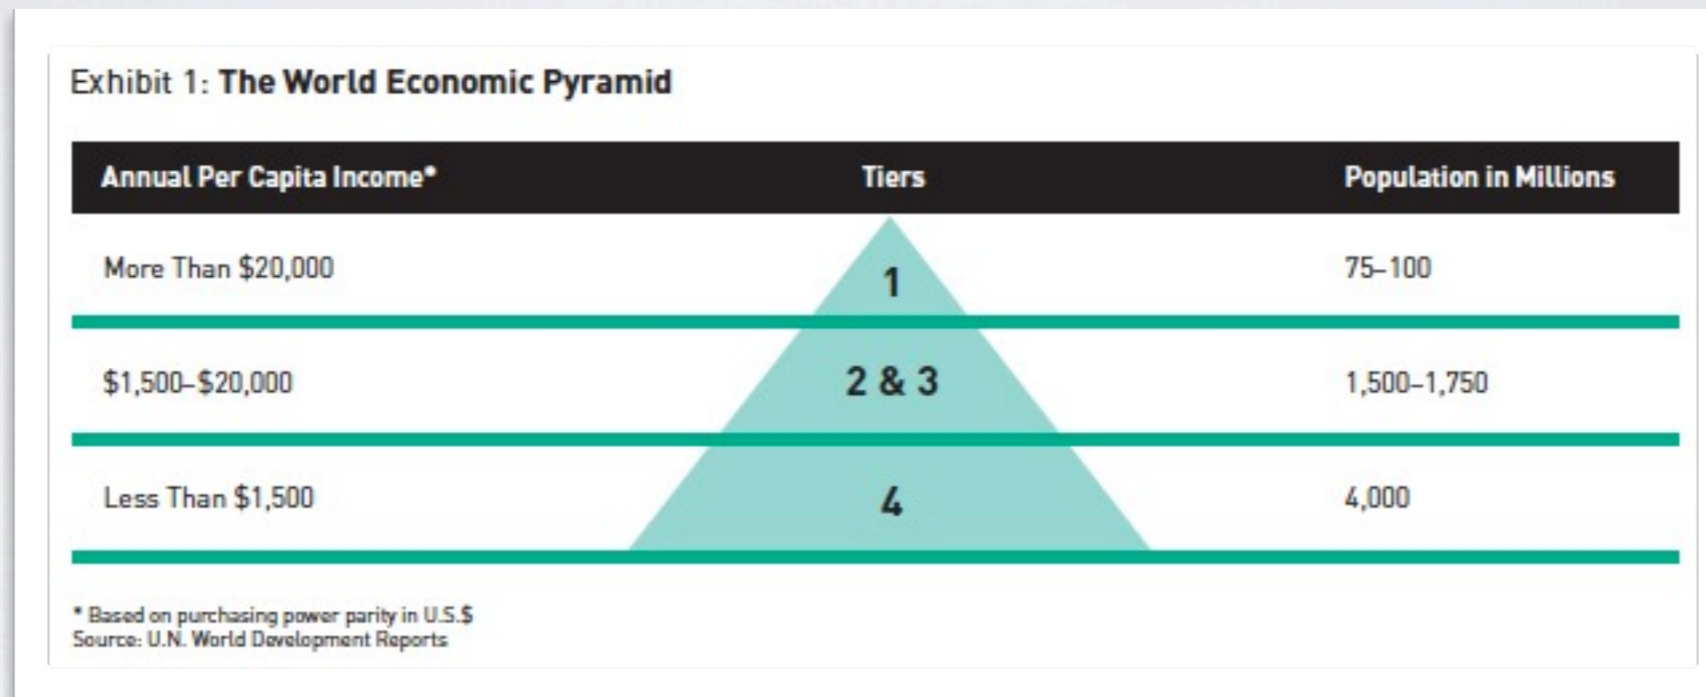 Exhibit 1: The World Economic Pyramid
Annual Per Capita Income* Tiers Population in Millions
More Than $20,000 1 75–100
$1,500–$20,000 2 & 3 1,500–1,750
Less Than $1,500 4 4,000
* Based on purchasing power parity in U.S.$
Source: U.N. World Development Reports